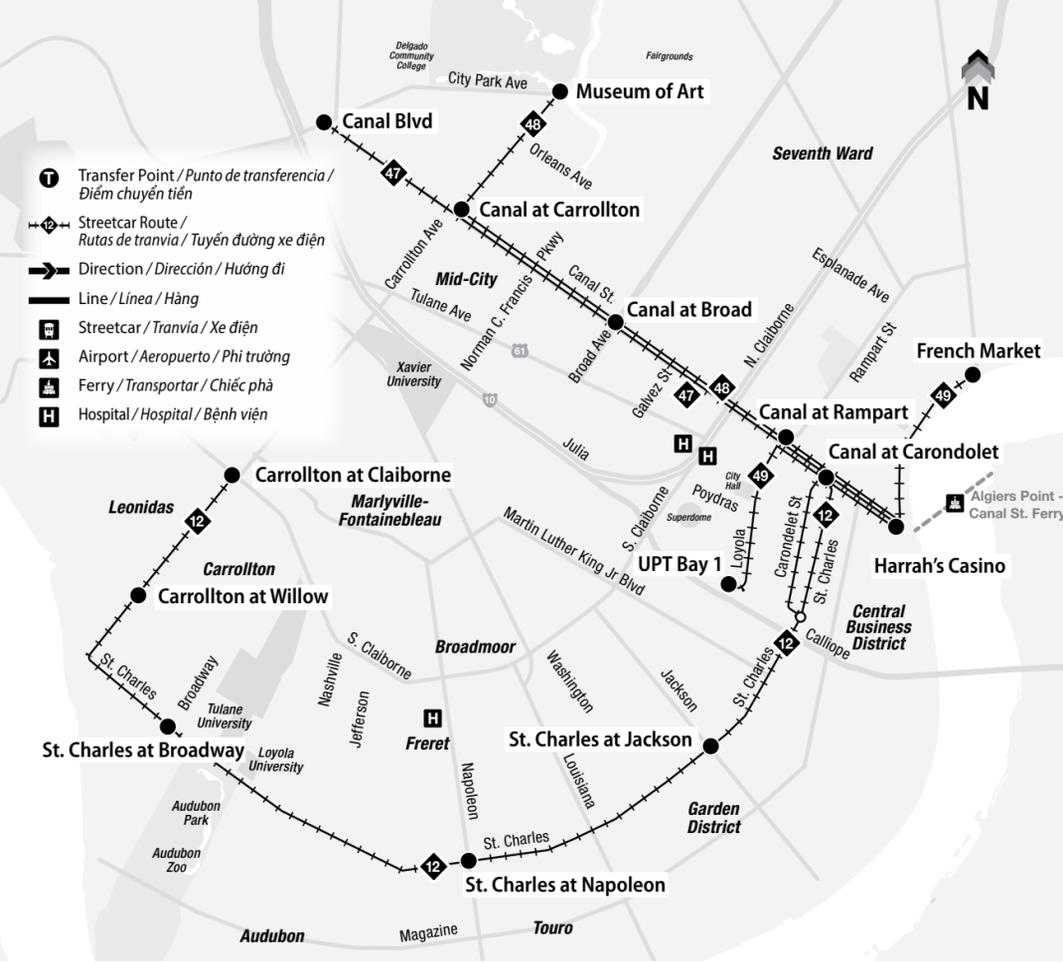 Delgado
Community
College
Fairgrounds
City Park Ave
Museum of Art
N
Canal Blvd
48
Orleans Ave
Seventh Ward
47
T Transfer Point / Punto de transferencia /
Điểm chuyển tiền
12 Streetcar Route /
Rutas de tranvia / Tuyến đường xe điện
Direction / Dirección / Hướng đi
Line / Línea / Hàng
Streetcar / Tranvía / Xe điện
Airport / Aeropuerto / Phi trường
Ferry / Transportar / Chiếc phà
H Hospital / Hospital / Bệnh viện
Canal at Carrollton
Carrollton Ave
Mid-City
Norman C. Francis Pkwy
Canal St.
Esplanade Ave
Tulane Ave
Canal at Broad
N. Claiborne
61
Broad Ave
Rampart St
French Market
Xavier
University
Galvez St
47
48
49
10
Canal at Rampart
Julia
H
H
Canal at Carondolet
Carrollton at Claiborne
City
Hall
49
Leonidas
Marlyville-
Fontainebleau
Poydras
Algiers Point -
Canal St. Ferry
12
Martin Luther King Jr Blvd
S. Claiborne
Superdome
12
Loyola
Carondelet St
St. Charles
Carrollton
UPT Bay 1
Harrah's Casino
Carrollton at Willow
Central
Business
District
S. Claiborne
Broadmoor
12
Calliope
St. Charles
Broadway
Nashville
Jefferson
Washington
Jackson
St. Charles
Tulane
University
H
Freret
St. Charles at Jackson
St. Charles at Broadway
Loyola
University
Napoleon
Louisiana
Audubon
Park
Garden
District
St. Charles
Audubon
Zoo
12
St. Charles at Napoleon
Audubon
Magazine
Touro